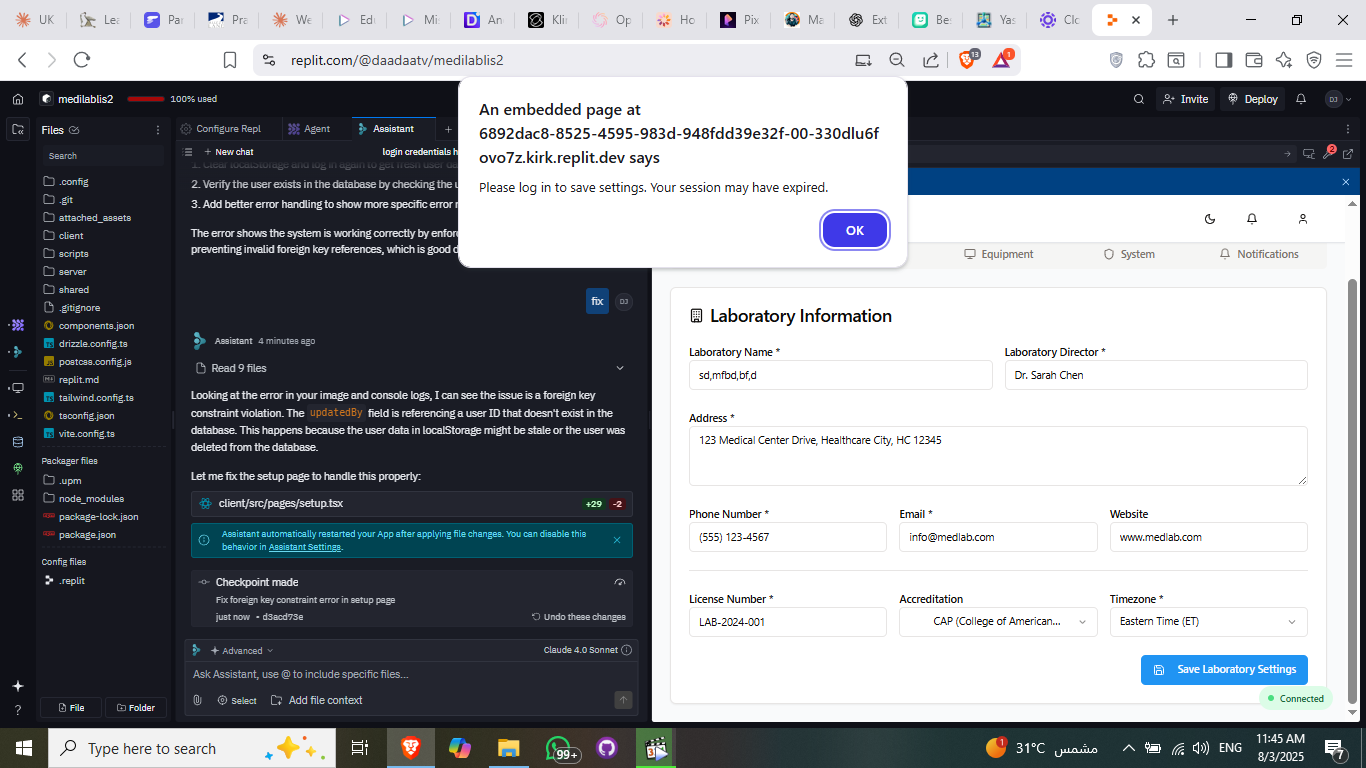 UK
Lea
Par
Pra
We
Edi
Mi
An
Klin
Op
Ho
Pix
Ma
Ext
Be
Yas
Clo
replit.com/@daadaatv/medilablis2
13
1
medilablis2
100% used
Invite
Deploy
DJ
Files
Configure Repl
Agent
Assistant
Search
New chat
login credentials h
2
.config
.git
attached_assets
client
scripts
server
shared
.gitignore
components.json
drizzle.config.ts
postcss.config.js
replit.md
tailwind.config.ts
tsconfig.json
vite.config.ts
Packager files
.upm
node_modules
package-lock.json
package.json
Config files
.replit
File
Folder
1. Clear localStorage and log in again to get fresh user da
2. Verify the user exists in the database by checking the u
3. Add better error handling to show more specific error m
The error shows the system is working correctly by enforc
preventing invalid foreign key references, which is good d
fix
DJ
Assistant 4 minutes ago
Read 9 files
Looking at the error in your image and console logs, I can see the issue is a foreign key
constraint violation. The updatedBy field is referencing a user ID that doesn't exist in the
database. This happens because the user data in localStorage might be stale or the user was
deleted from the database.
Let me fix the setup page to handle this properly:
client/src/pages/setup.tsx +29 -2
Assistant automatically restarted your App after applying file changes. You can disable this
behavior in Assistant Settings.
Checkpoint made
Fix foreign key constraint error in setup page
just now • d3acd73e Undo these changes
Advanced Claude 4.0 Sonnet
Ask Assistant, use @ to include specific files...
Select Add file context
An embedded page at
6892dac8-8525-4595-983d-948fdd39e32f-00-330dlu6f
ovo7z.kirk.replit.dev says
Please log in to save settings. Your session may have expired.
OK
Equipment System Notifications
Laboratory Information
Laboratory Name * Laboratory Director *
sd,mfbd,bf,d Dr. Sarah Chen
Address *
123 Medical Center Drive, Healthcare City, HC 12345
Phone Number * Email * Website
(555) 123-4567 info@medlab.com www.medlab.com
License Number * Accreditation Timezone *
LAB-2024-001 CAP (College of American... Eastern Time (ET)
Save Laboratory Settings
Connected
Type here to search
99+
1
31°C مشمس
ENG
11:45 AM
8/3/2025
7